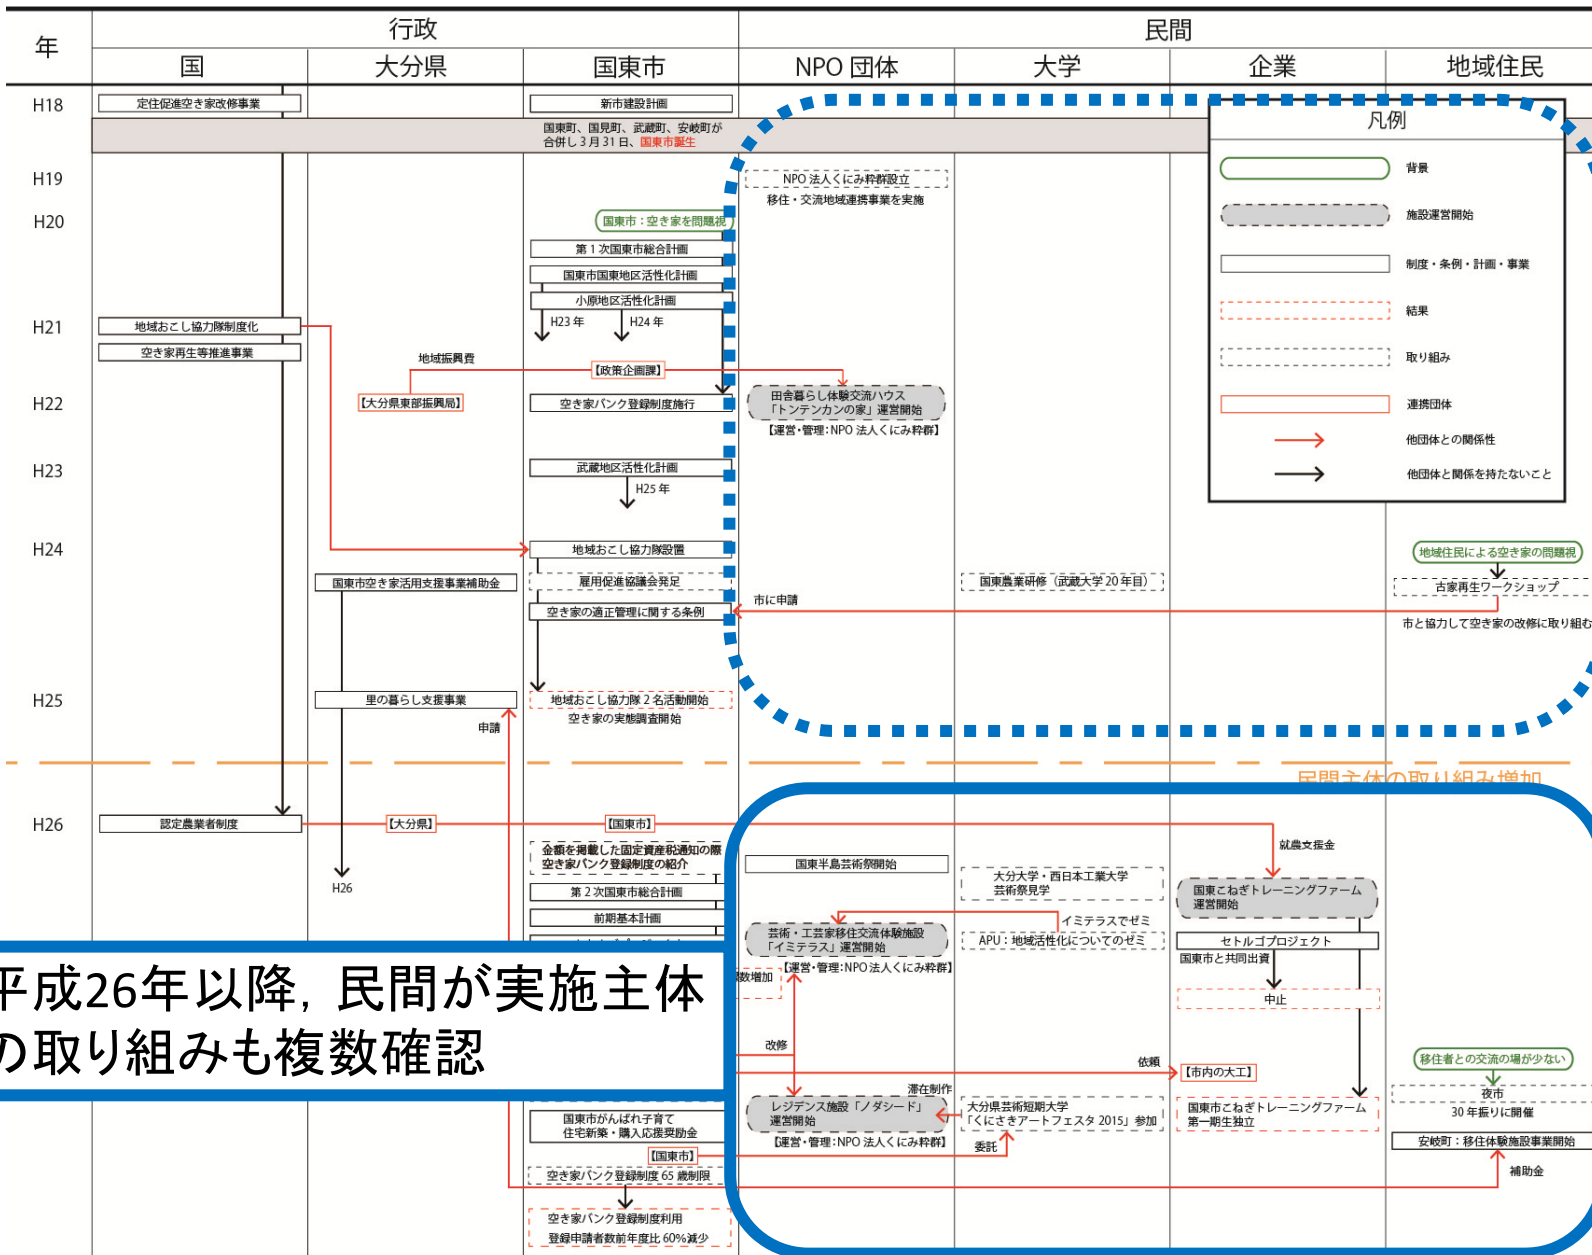 年
行政
民間
国
大分県
国東市
NPO 団体
大学
企業
地域住民
H18
定住促進空き家改修事業
新市建設計画
国東町、国見町、武蔵町、安岐町が
合併し 3 月 31 日、国東市誕生
凡例
背景
施設運営開始
制度・条例・計画・事業
結果
取り組み
連携団体
他団体との関係性
他団体と関係を持たないこと
H19
NPO 法人くにみ粋群設立
移住・交流地域連携事業を実施
H20
国東市：空き家を問題視
第 1 次国東市総合計画
国東市国東地区活性化計画
小原地区活性化計画
H23 年
H24 年
H21
地域おこし協力隊制度化
空き家再生等推進事業
地域振興費
【政策企画課】
H22
【大分県東部振興局】
空き家バンク登録制度施行
田舎暮らし体験交流ハウス
「トンテンカンの家」運営開始
【運営・管理：NPO 法人くにみ粋群】
H23
武蔵地区活性化計画
H25 年
H24
地域おこし協力隊設置
地域住民による空き家の問題視
国東市空き家活用支援事業補助金
雇用促進協議会発足
国東農業研修（武蔵大学 20 年目）
古家再生ワークショップ
市に申請
空き家の適正管理に関する条例
市と協力して空き家の改修に取り組む
H25
里の暮らし支援事業
地域おこし協力隊 2 名活動開始
空き家の実態調査開始
申請
民間主体の取り組み増加
H26
認定農業者制度
【大分県】
【国東市】
就農支援金
金額を掲載した固定資産税通知の際
空き家バンク登録制度の紹介
国東半島芸術祭開始
大分大学・西日本工業大学
芸術祭見学
H26
第 2 次国東市総合計画
国東こねぎトレーニングファーム
運営開始
前期基本計画
イミテラスでゼミ
芸術・工芸家移住交流体験施設
「イミテラス」運営開始
APU：地域活性化についてのゼミ
セトルゴプロジェクト
国東市と共同出資
【運営・管理：NPO 法人くにみ粋群】
数増加
中止
平成26年以降，民間が実施主体
の取り組みも複数確認
改修
依頼
【市内の大工】
移住者との交流の場が少ない
滞在制作
夜市
30 年振りに開催
国東市がんばれ子育て
住宅新築・購入応援奨励金
レジデンス施設「ノダシード」
運営開始
大分県芸術短期大学
「くにさきアートフェスタ 2015」参加
国東市こねぎトレーニングファーム
第一期生独立
【運営・管理：NPO 法人くにみ粋群】
委託
安岐町：移住体験施設事業開始
【国東市】
空き家バンク登録制度 65 歳制限
補助金
空き家バンク登録制度利用
登録申請者数前年度比 60％減少